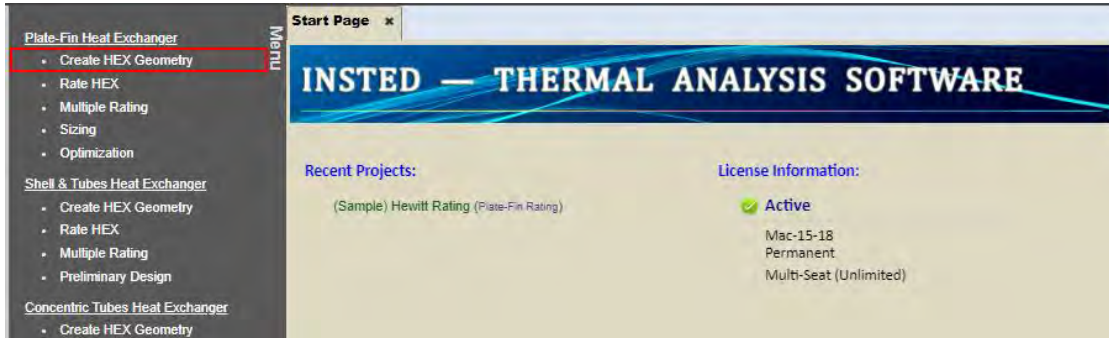 Plate-Fin Heat Exchanger
• Create HEX Geometry
• Rate HEX
• Multiple Rating
• Sizing
• Optimization
Shell & Tubes Heat Exchanger
• Create HEX Geometry
• Rate HEX
• Multiple Rating
• Preliminary Design
Concentric Tubes Heat Exchanger
• Create HEX Geometry
Menu
Start Page ×
INSTED — THERMAL ANALYSIS SOFTWARE
Recent Projects:
(Sample) Hewitt Rating (Plate-Fin Rating)
License Information:
Active
Mac-15-18
Permanent
Multi-Seat (Unlimited)